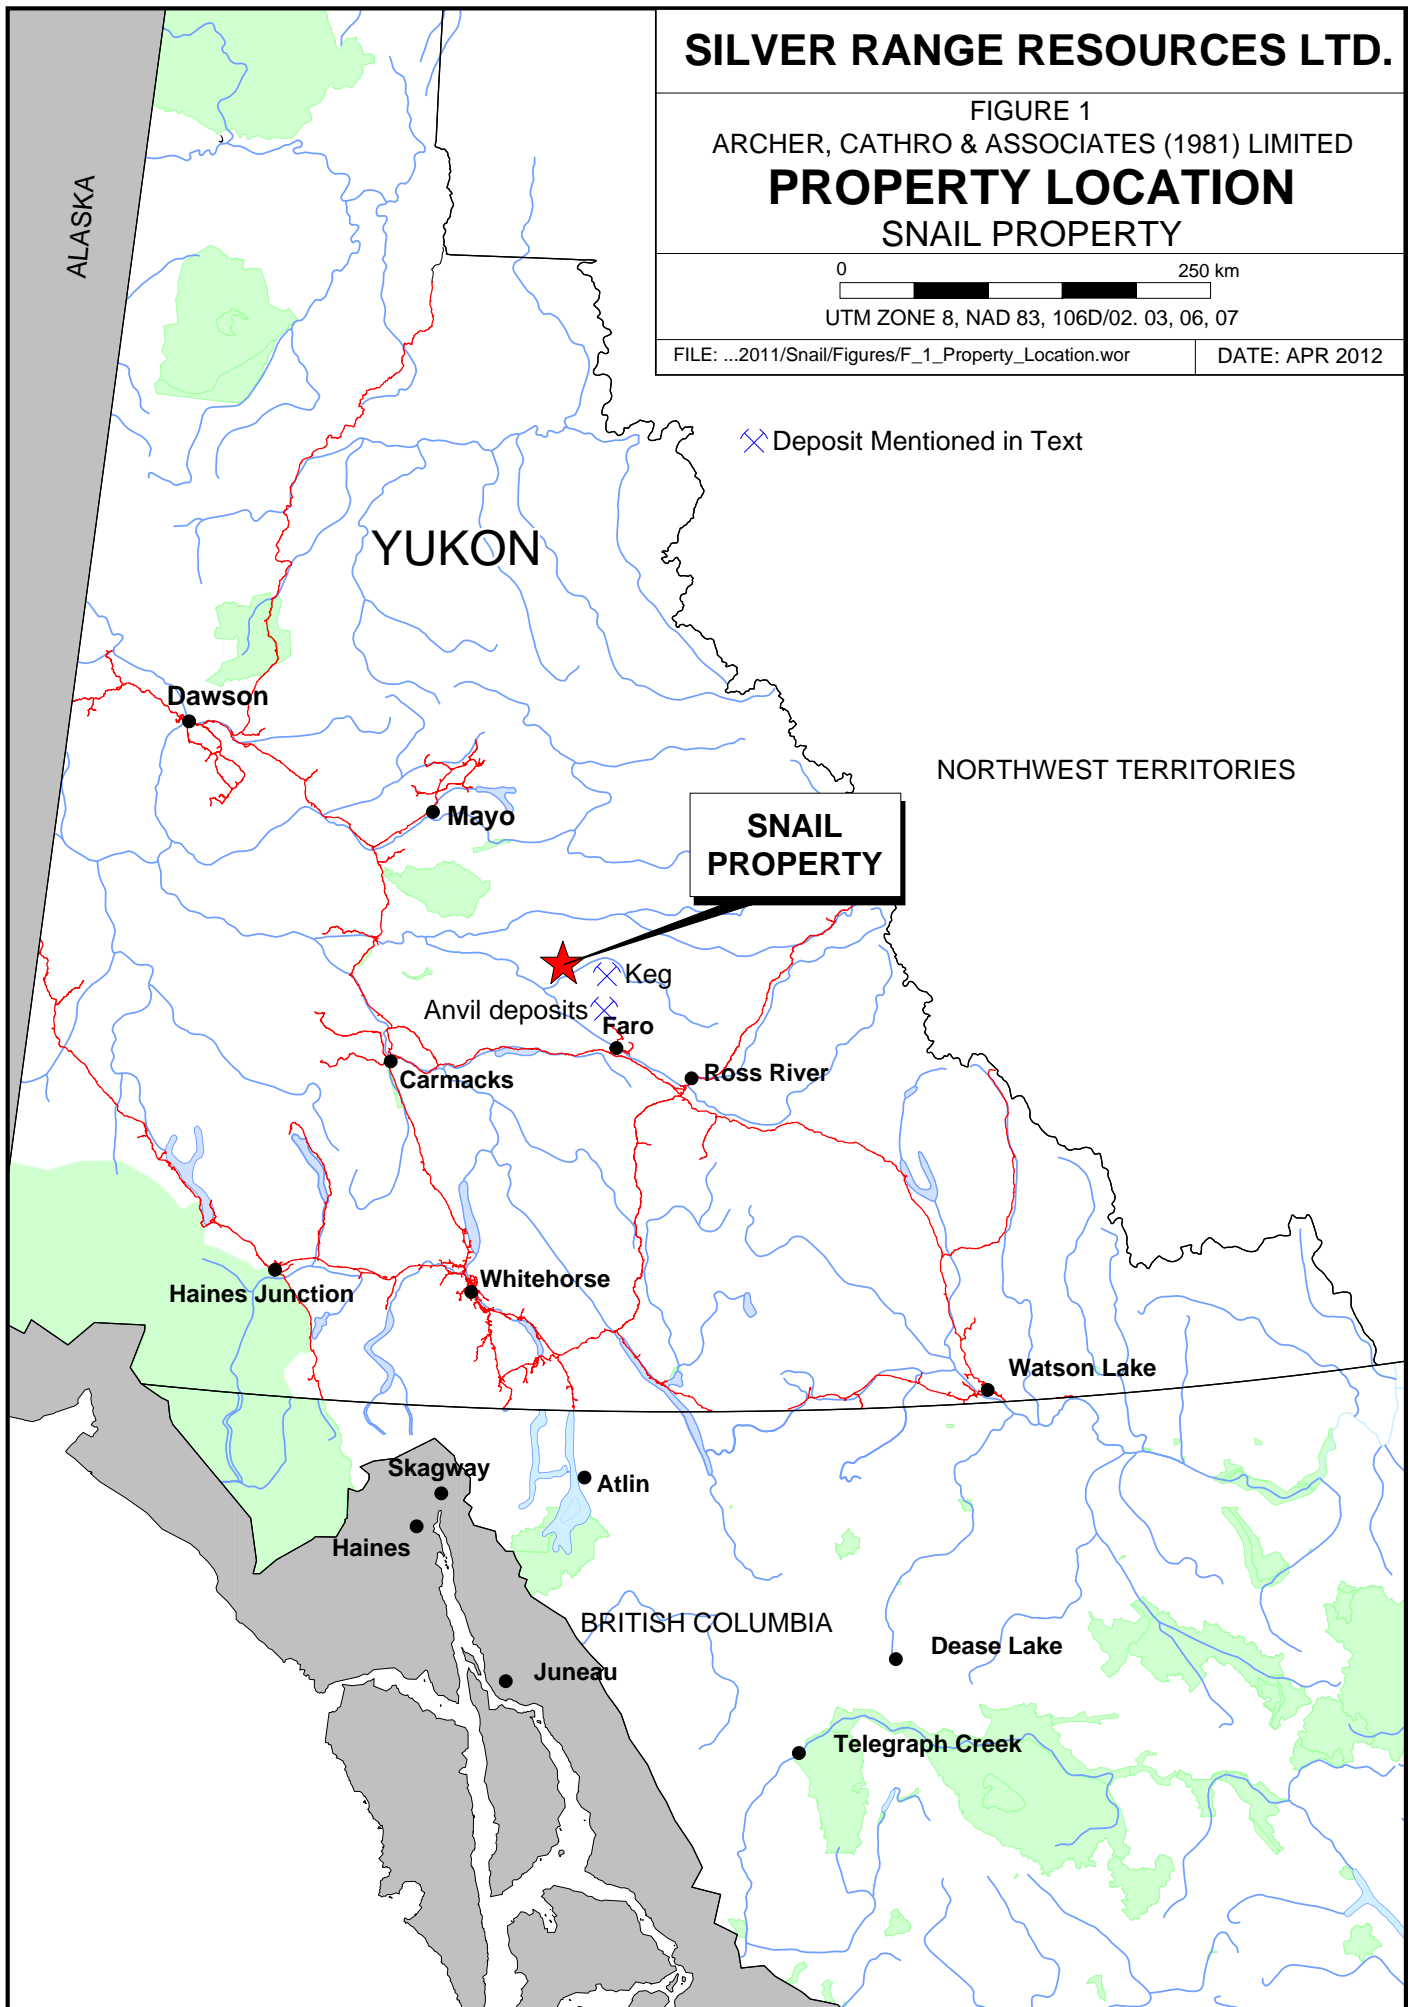 SILVER RANGE RESOURCES LTD.
FIGURE 1
ARCHER, CATHRO & ASSOCIATES (1981) LIMITED
PROPERTY LOCATION
SNAIL PROPERTY
0 250 km
UTM ZONE 8, NAD 83, 106D/02. 03, 06, 07
FILE: ...2011/Snail/Figures/F_1_Property_Location.wor
DATE: APR 2012
ALASKA
Deposit Mentioned in Text
YUKON
Dawson
NORTHWEST TERRITORIES
Mayo
SNAIL
PROPERTY
Keg
Anvil deposits
Faro
Ross River
Carmacks
Whitehorse
Haines Junction
Watson Lake
Skagway
Atlin
Haines
BRITISH COLUMBIA
Dease Lake
Juneau
Telegraph Creek